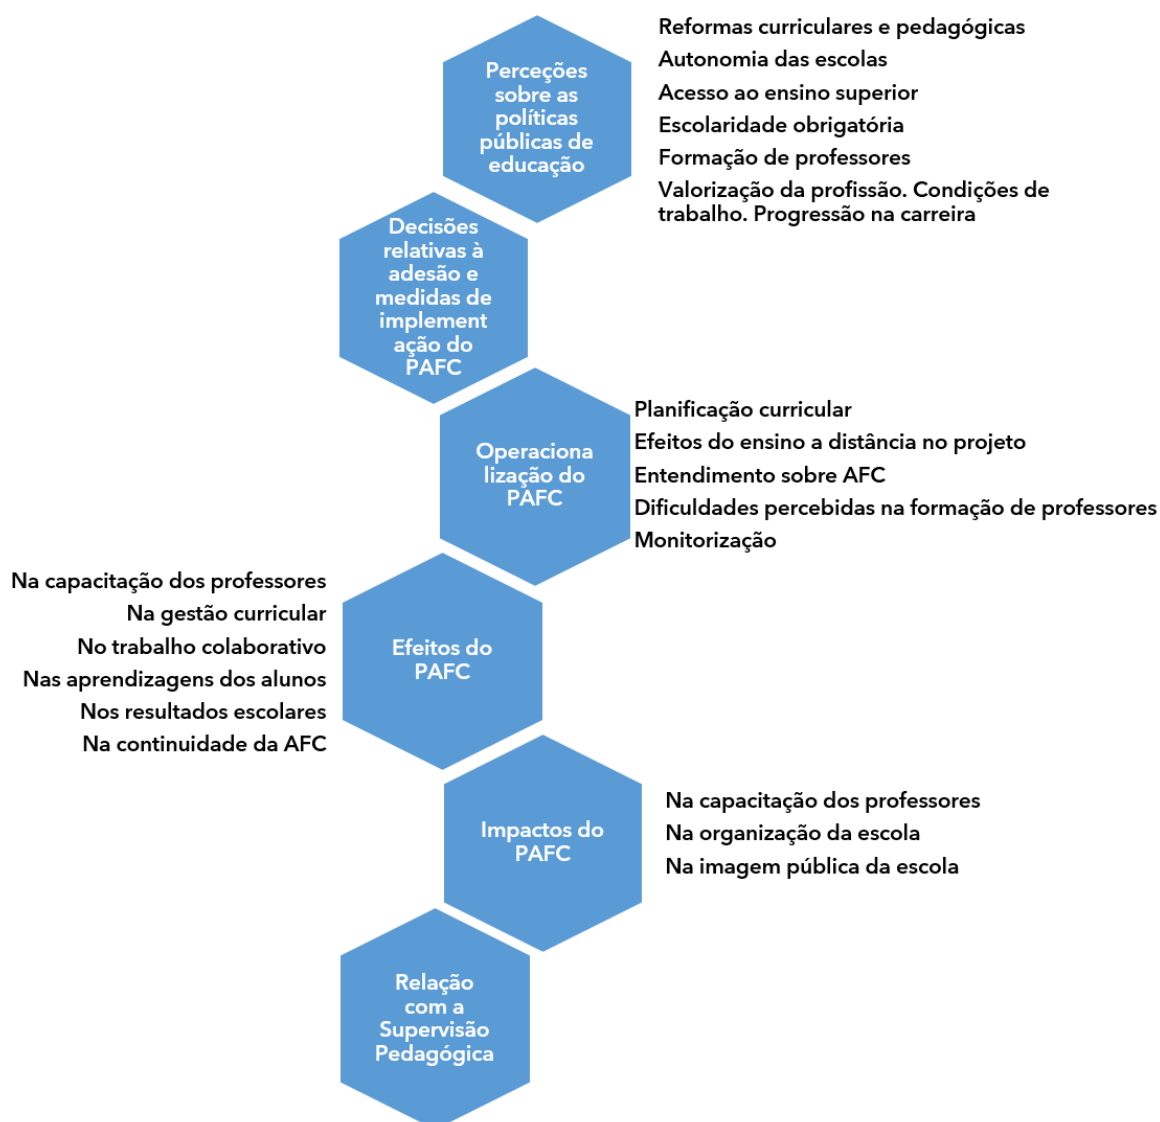 Perceções
sobre as
políticas
públicas de
educação
Reformas curriculares e pedagógicas
Autonomia das escolas
Acesso ao ensino superior
Escolaridade obrigatória
Formação de professores
Valorização da profissão. Condições de
trabalho. Progressão na carreira
Decisões
relativas à
adesão e
medidas de
implement
ação do
PAFC
Operaciona
lização do
PAFC
Planificação curricular
Efeitos do ensino a distância no projeto
Entendimento sobre AFC
Dificuldades percebidas na formação de professores
Monitorização
Na capacitação dos professores
Na gestão curricular
No trabalho colaborativo
Nas aprendizagens dos alunos
Nos resultados escolares
Na continuidade da AFC
Efeitos do
PAFC
Impactos do
PAFC
Na capacitação dos professores
Na organização da escola
Na imagem pública da escola
Relação
com a
Supervisão
Pedagógica